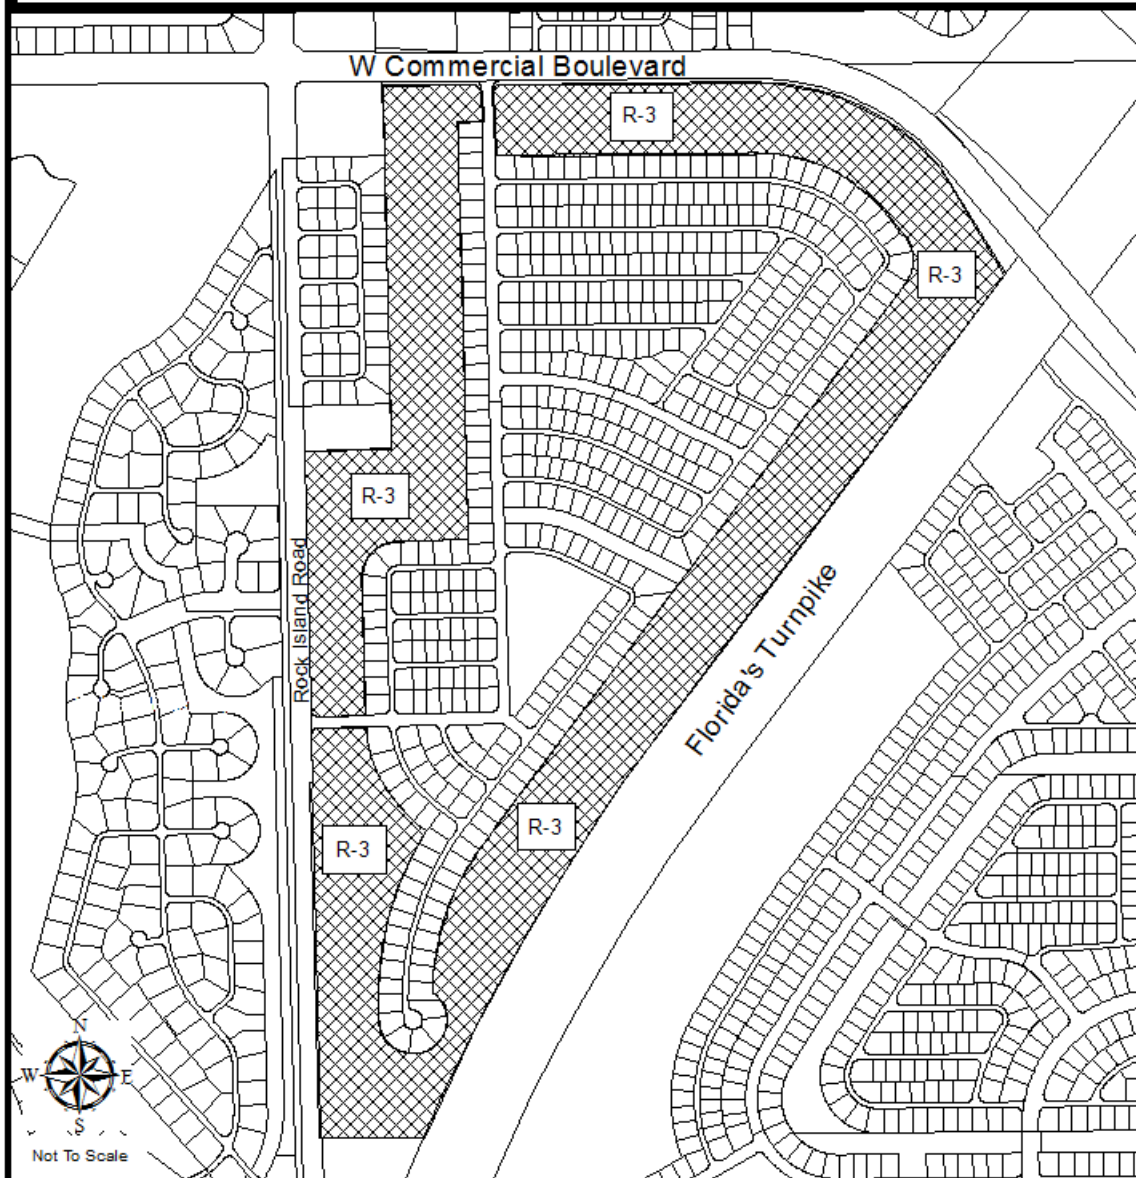 W Commercial Boulevard
R-3
R-3
R-3
Rock Island Road
Florida's Turnpike
R-3
R-3
N
W E
S
Not To Scale